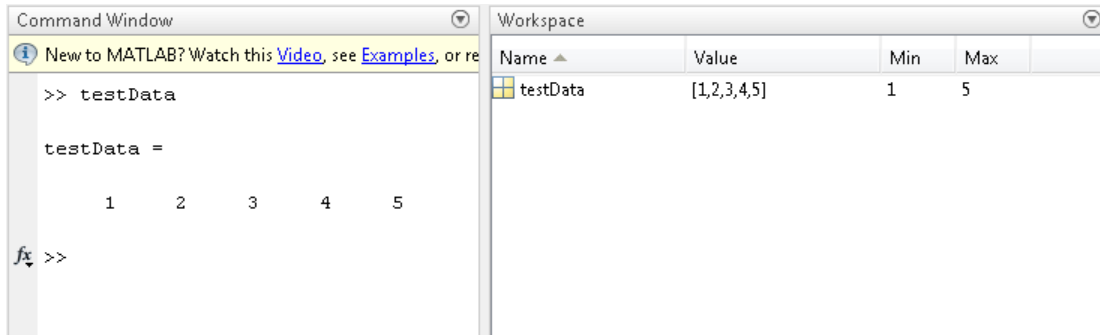 Command Window
New to MATLAB? Watch this Video, see Examples, or re
>> testData
testData =
1 2 3 4 5
fx >>
Workspace
Name Value Min Max
testData [1,2,3,4,5] 1 5